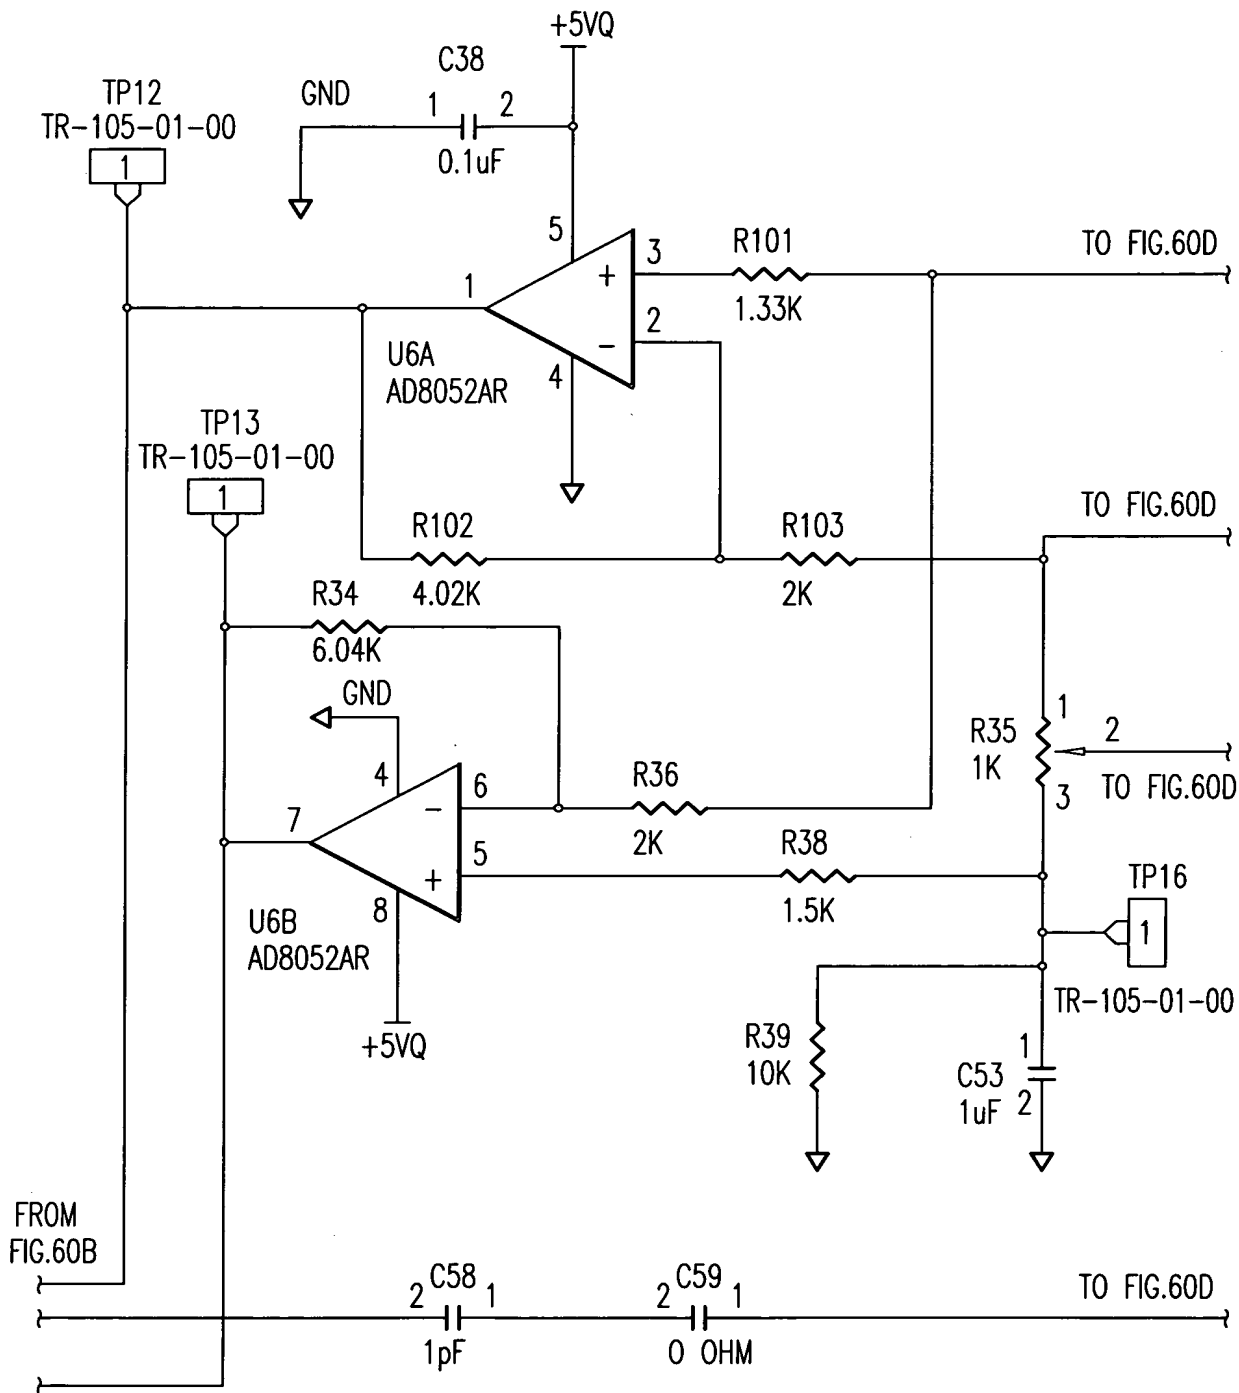 +5VQ
C38
GND
1
2
0.1uF
TP12
TR-105-01-00
1
5
3
+
R101
1.33K
TO FIG.60D
1
2
-
U6A
AD8052AR
4
TP13
TR-105-01-00
1
TO FIG.60D
R102
4.02K
R103
2K
R34
6.04K
GND
1
R35
1K
2
3
TO FIG.60D
4
6
-
R36
2K
7
5
+
R38
1.5K
8
U6B
AD8052AR
+5VQ
TP16
1
TR-105-01-00
R39
10K
1
C53
1uF
2
FROM
FIG.60B
2
C58
1
1pF
2
C59
1
0 OHM
TO FIG.60D